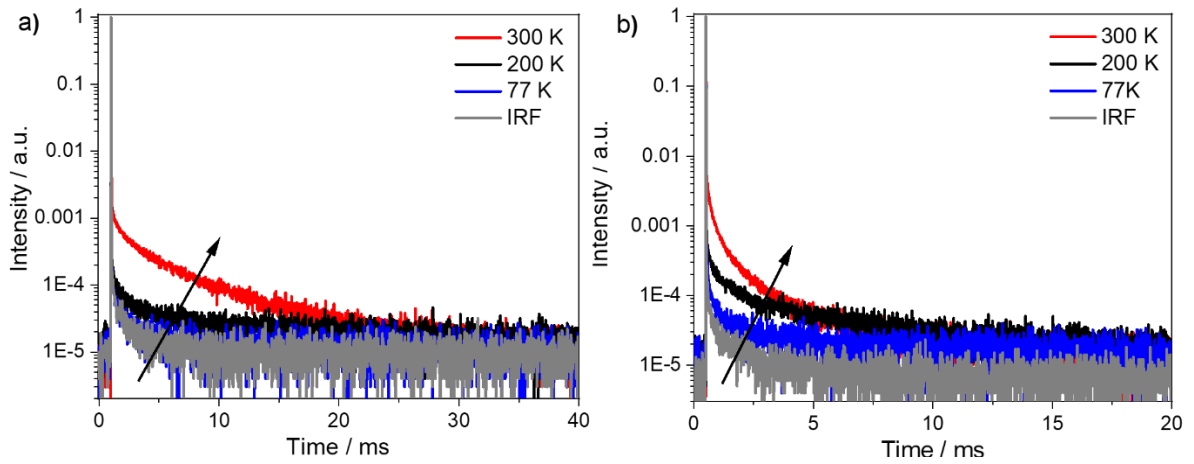 a)
300 K
200 K
77 K
IRF
Intensity / a.u.
1
0.1
0.01
0.001
1E-4
1E-5
0
10
20
30
40
Time / ms
b)
300 K
200 K
77K
IRF
Intensity / a.u.
1
0.1
0.01
0.001
1E-4
1E-5
0
5
10
15
20
Time / ms